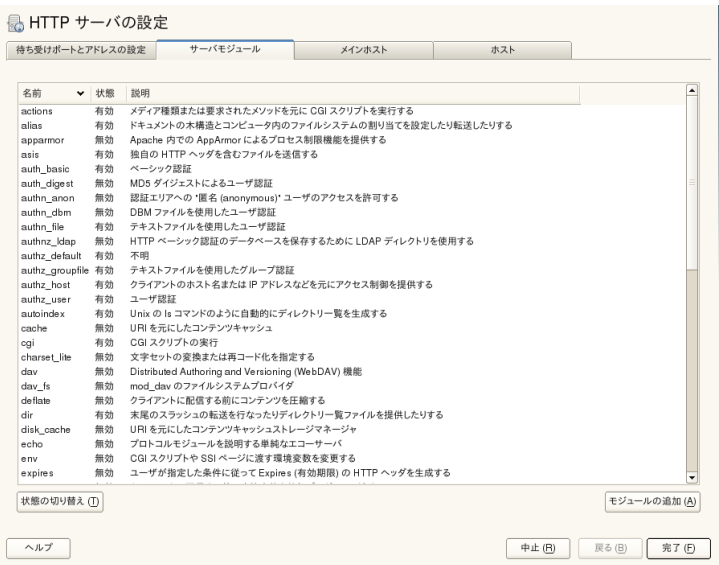 HTTP サーバの設定
待ち受けポートとアドレスの設定 サーバモジュール メインホスト ホスト
名前 状態 説明
actions 有効 メディア種類または要求されたメソッドを元に CGI スクリプトを実行する
alias 有効 ドキュメントの木構造とコンピュータ内のファイルシステムの割り当てを設定したり転送したりする
apparmor 無効 Apache 内での AppArmor によるプロセス制限機能を提供する
asis 有効 独自の HTTP ヘッダを含むファイルを送信する
auth_basic 有効 ベーシック認証
auth_digest 無効 MD5 ダイジェストによるユーザ認証
authn_anon 無効 認証エリアへの "匿名 (anonymous)" ユーザのアクセスを許可する
authn_dbm 無効 DBM ファイルを使用したユーザ認証
authn_file 有効 テキストファイルを使用したユーザ認証
authnz_ldap 無効 HTTP ベーシック認証のデータベースを保存するために LDAP ディレクトリを使用する
authz_default 有効 不明
authz_groupfile 有効 テキストファイルを使用したグループ認証
authz_host 有効 クライアントのホスト名または IP アドレスなどを元にアクセス制御を提供する
authz_user 有効 ユーザ認証
autoindex 有効 Unix の ls コマンドのように自動的にディレクトリ一覧を生成する
cache 無効 URI を元にしたコンテンツキャッシュ
cgi 有効 CGI スクリプトの実行
charset_lite 無効 文字セットの変換または再コード化を指定する
dav 無効 Distributed Authoring and Versioning (WebDAV) 機能
dav_fs 無効 mod_dav のファイルシステムプロバイダ
deflate 無効 クライアントに配信する前にコンテンツを圧縮する
dir 有効 末尾のスラッシュの転送を行なったりディレクトリ一覧ファイルを提供したりする
disk_cache 無効 URI を元にしたコンテンツキャッシュストレージマネージャ
echo 無効 プロトコルモジュールを説明する単純なエコーサーバ
env 有効 CGI スクリプトや SSI ページに渡す環境変数を変更する
expires 有効 ユーザが指定した条件に従って Expires (有効期限) の HTTP ヘッダを生成する
状態の切り替え (T) モジュールの追加 (A)
ヘルプ 中止 (R) 戻る (B) 完了 (F)